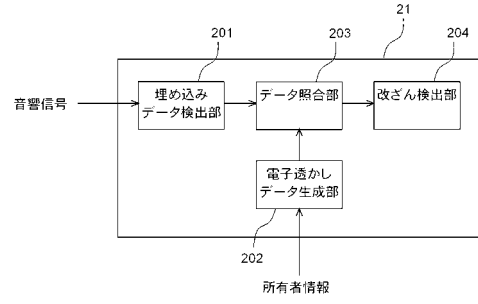 201
203
21
204
音響信号
埋め込み
データ検出部
データ照合部
改ざん検出部
電子透かし
データ生成部
202
所有者情報